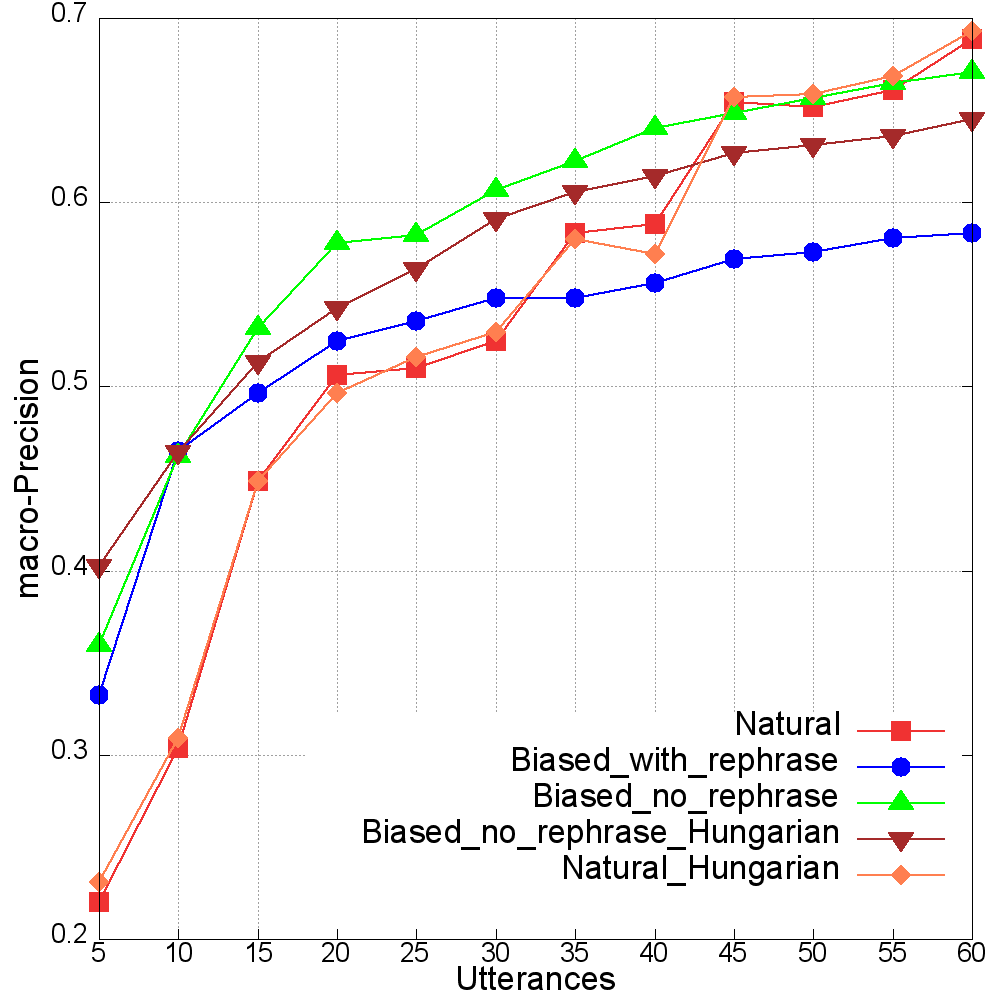 0.7
0.6
0.5
0.4
0.3
0.2
macro-Precision
Natural
Biased_with_rephrase
Biased_no_rephrase
Biased_no_rephrase_Hungarian
Natural_Hungarian
5 10 15 20 25 30 35 40 45 50 55 60
Utterances